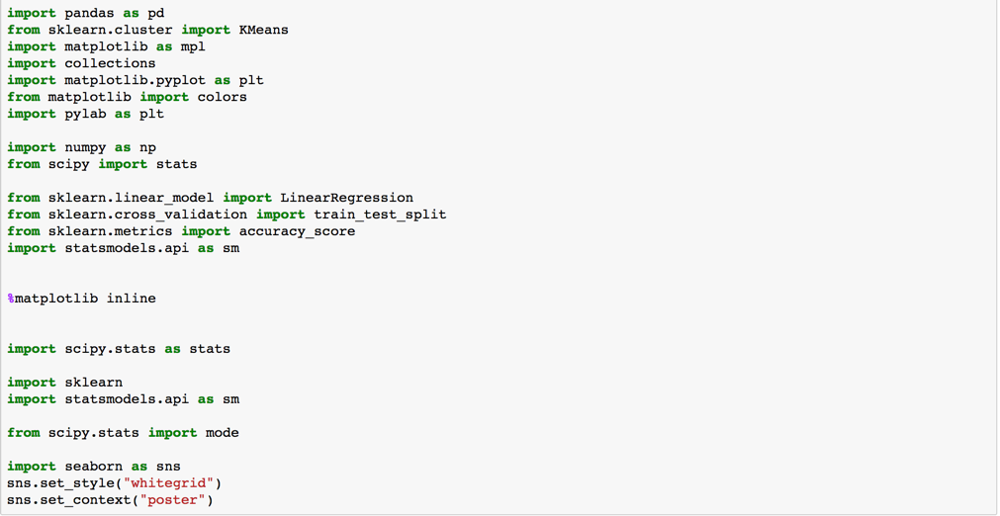 import pandas as pd
from sklearn.cluster import KMeans
import matplotlib as mpl
import collections
import matplotlib.pyplot as plt
from matplotlib import colors
import pylab as plt
import numpy as np
from scipy import stats
from sklearn.linear_model import LinearRegression
from sklearn.cross_validation import train_test_split
from sklearn.metrics import accuracy_score
import statsmodels.api as sm
%matplotlib inline
import scipy.stats as stats
import sklearn
import statsmodels.api as sm
from scipy.stats import mode
import seaborn as sns
sns.set_style("whitegrid")
sns.set_context("poster")